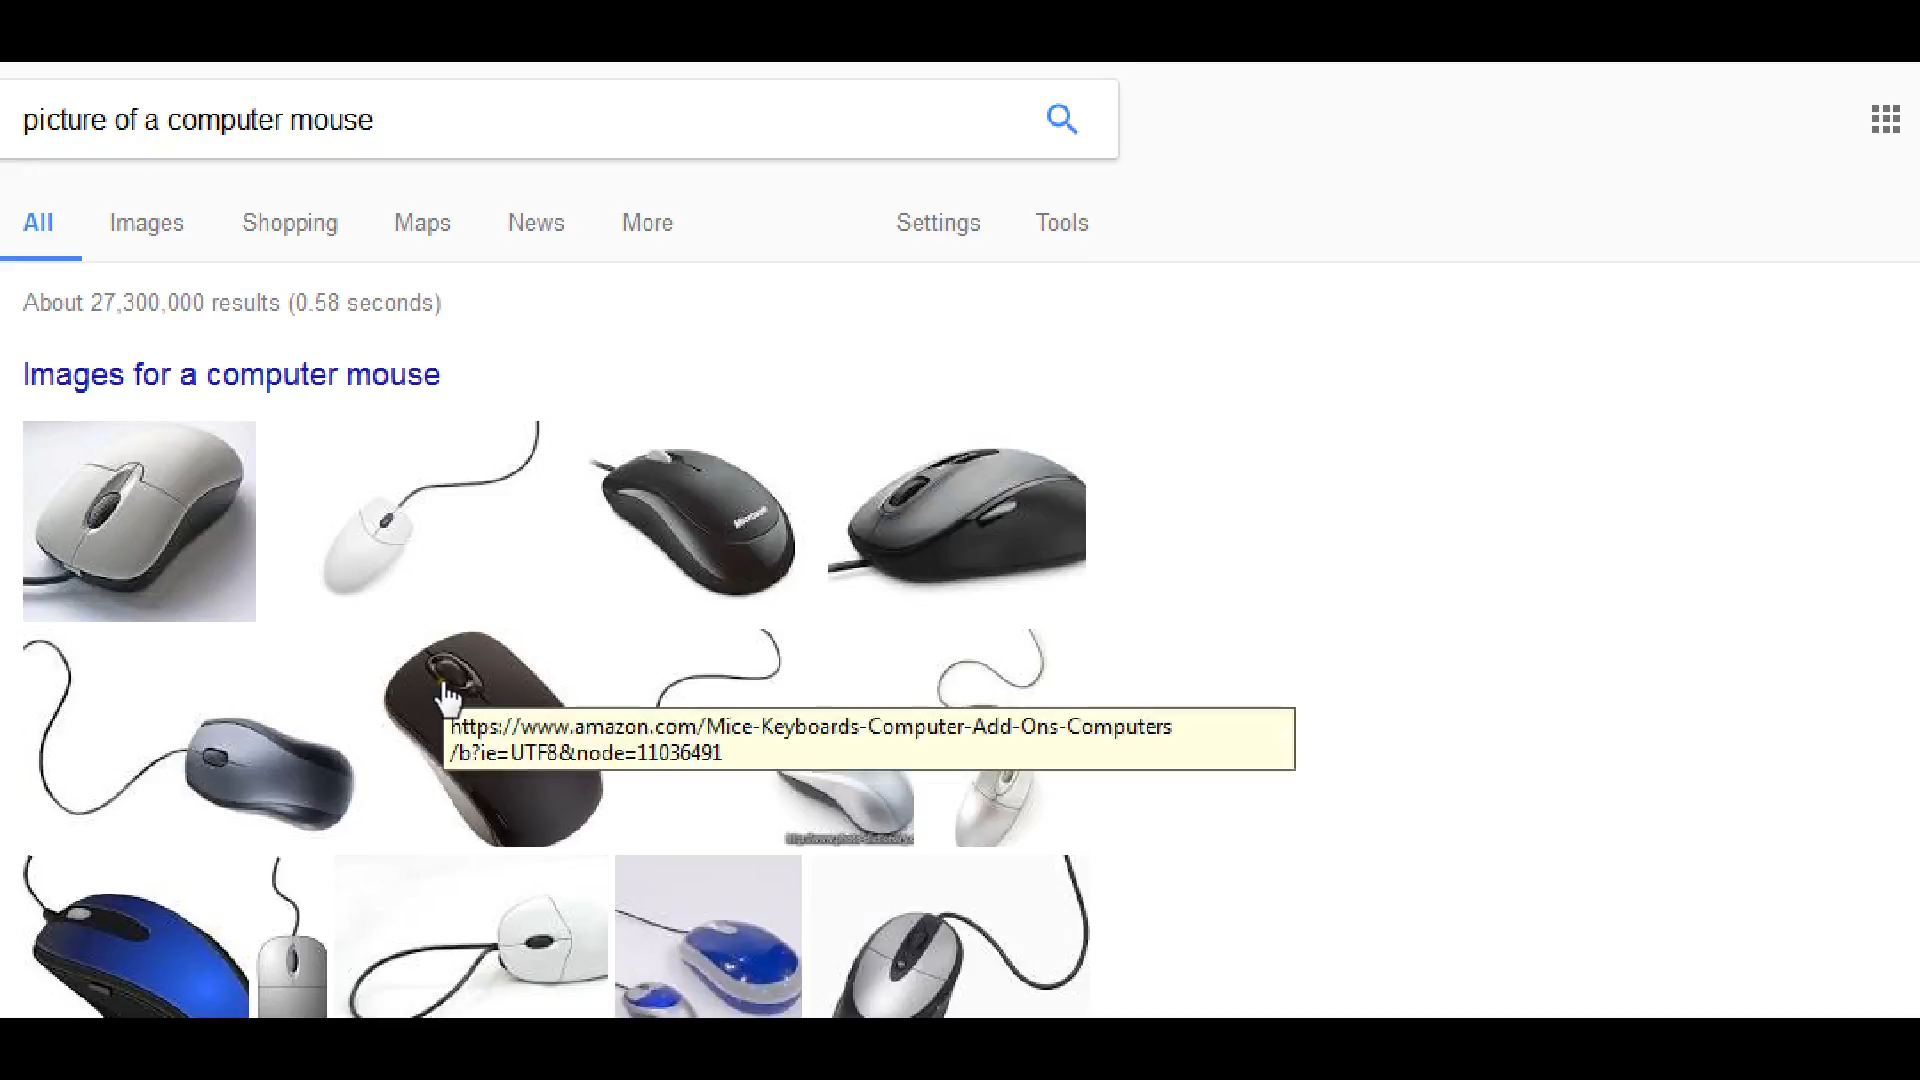 picture of a computer mouse
All Images Shopping Maps News More Settings Tools
About 27,300,000 results (0.58 seconds)
Images for a computer mouse
Microsoft
https://www.amazon.com/Mice-Keyboards-Computer-Add-Ons-Computers
/b?ie=UTF8&node=11036491